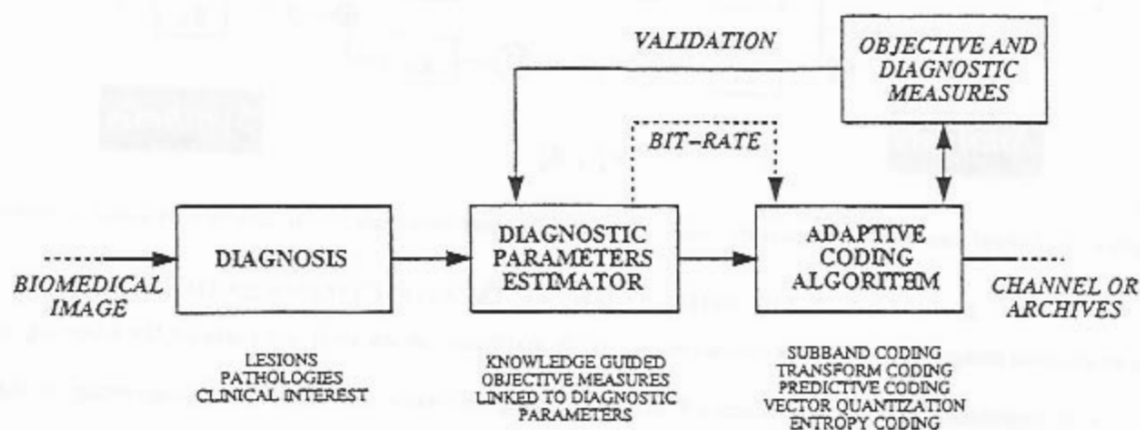 VALIDATION
OBJECTIVE AND
DIAGNOSTIC
MEASURES
BIT-RATE
BIOMEDICAL
IMAGE
DIAGNOSIS
DIAGNOSTIC
PARAMETERS
ESTIMATOR
ADAPTIVE
CODING
ALGORITHM
CHANNEL OR
ARCHIVES
LESIONS
PATHOLOGIES
CLINICAL INTEREST
KNOWLEDGE GUIDED
OBJECTIVE MEASURES
LINKED TO DIAGNOSTIC
PARAMETERS
SUBBAND CODING
TRANSFORM CODING
PREDICTIVE CODING
VECTOR QUANTIZATION
ENTROPY CODING